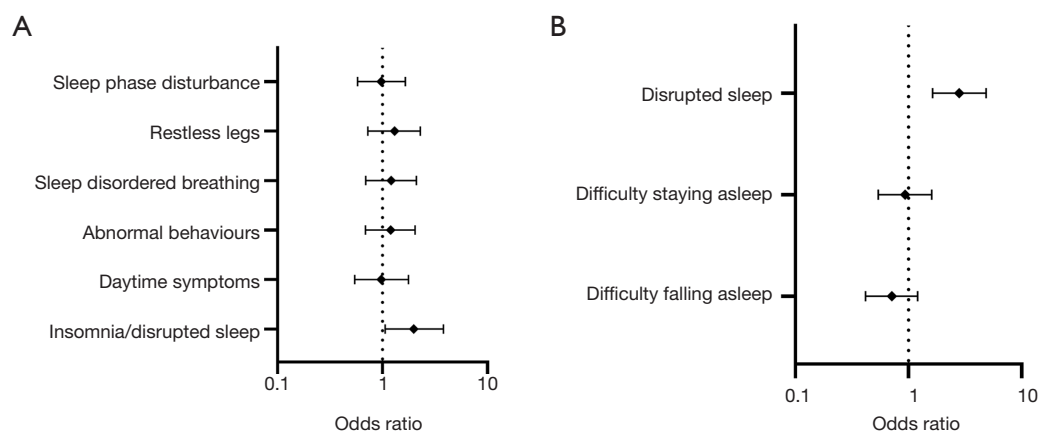 A
Sleep phase disturbance
Restless legs
Sleep disordered breathing
Abnormal behaviours
Daytime symptoms
Insomnia/disrupted sleep
0.1 1 10
Odds ratio
B
Disrupted sleep
Difficulty staying asleep
Difficulty falling asleep
0.1 1 10
Odds ratio